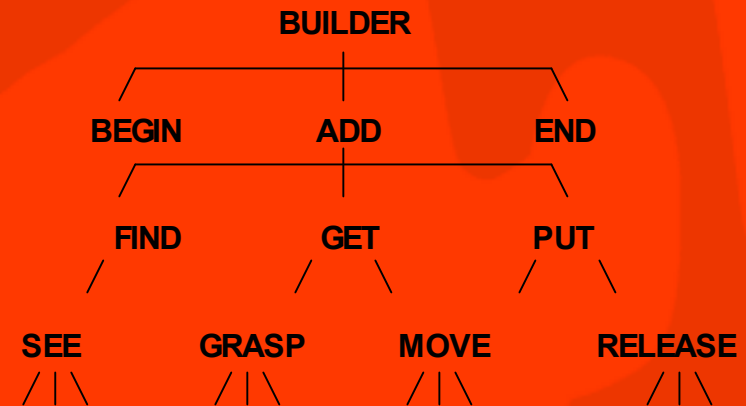 BUILDER
BEGIN ADD END
FIND GET PUT
SEE GRASP MOVE RELEASE